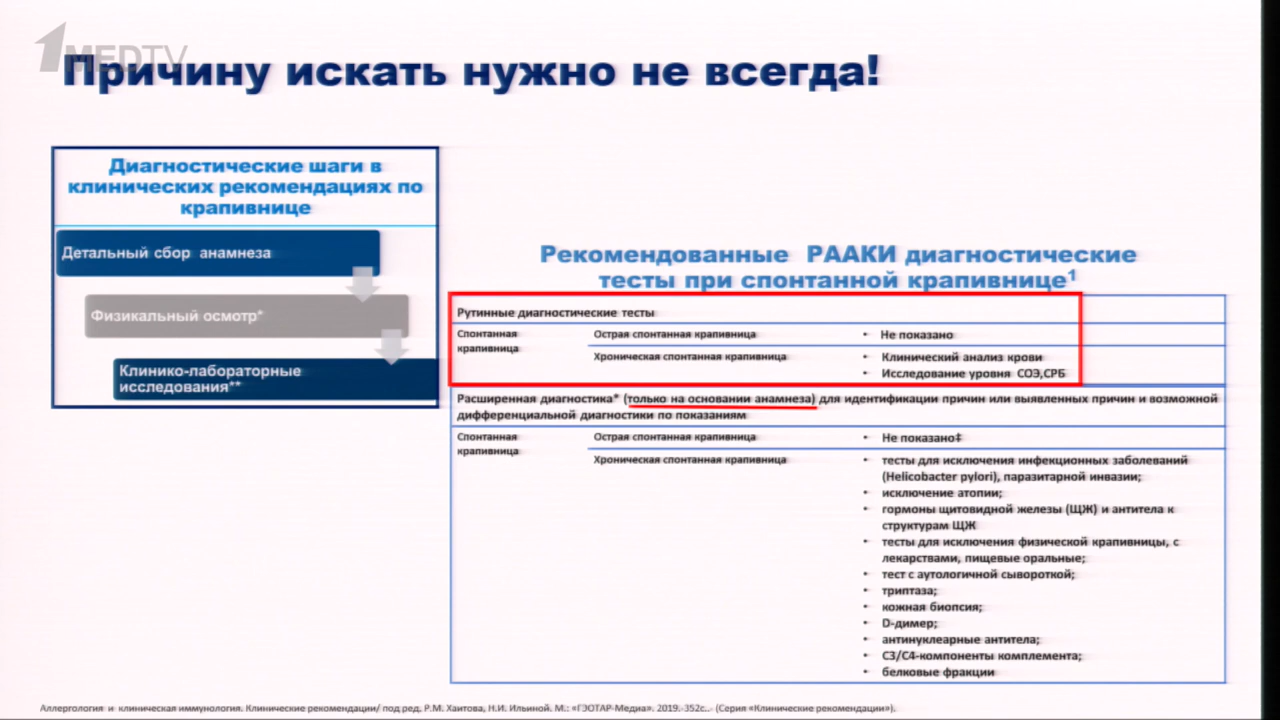 1MEDTV
Причину искать нужно не всегда!
Диагностические шаги в
клинических рекомендациях по
крапивнице
Детальный сбор анамнеза
Физикальный осмотр*
Клинико-лабораторные
исследования**
Рекомендованные РААКИ диагностические
тесты при спонтанной крапивнице¹
Рутинные диагностические тесты
Спонтанная
крапивница
Острая спонтанная крапивница
• Не показано
Хроническая спонтанная крапивница
• Клинический анализ крови
• Исследование уровня СОЭ,СРБ
Расширенная диагностика* (только на основании анамнеза) для идентификации причин или выявленных причин и возможной
дифференциальной диагностики по показаниям
Спонтанная
крапивница
Острая спонтанная крапивница
• Не показано‡
Хроническая спонтанная крапивница
• тесты для исключения инфекционных заболеваний
(Helicobacter pylori), паразитарной инвазии;
• исключение атопии;
• гормоны щитовидной железы (ЩЖ) и антитела к
структурам ЩЖ
• тесты для исключения физической крапивницы, с
лекарствами, пищевые оральные;
• тест с аутологичной сывороткой;
• триптаза;
• кожная биопсия;
• D-димер;
• антинуклеарные антитела;
• С3/С4-компоненты комплемента;
• белковые фракции
Аллергология и клиническая иммунология. Клинические рекомендации/ под ред. Р.М. Хаитова, Н.И. Ильиной. М.: «ГЭОТАР-Медиа». 2019.-352с..- (Серия «Клинические рекомендации»).